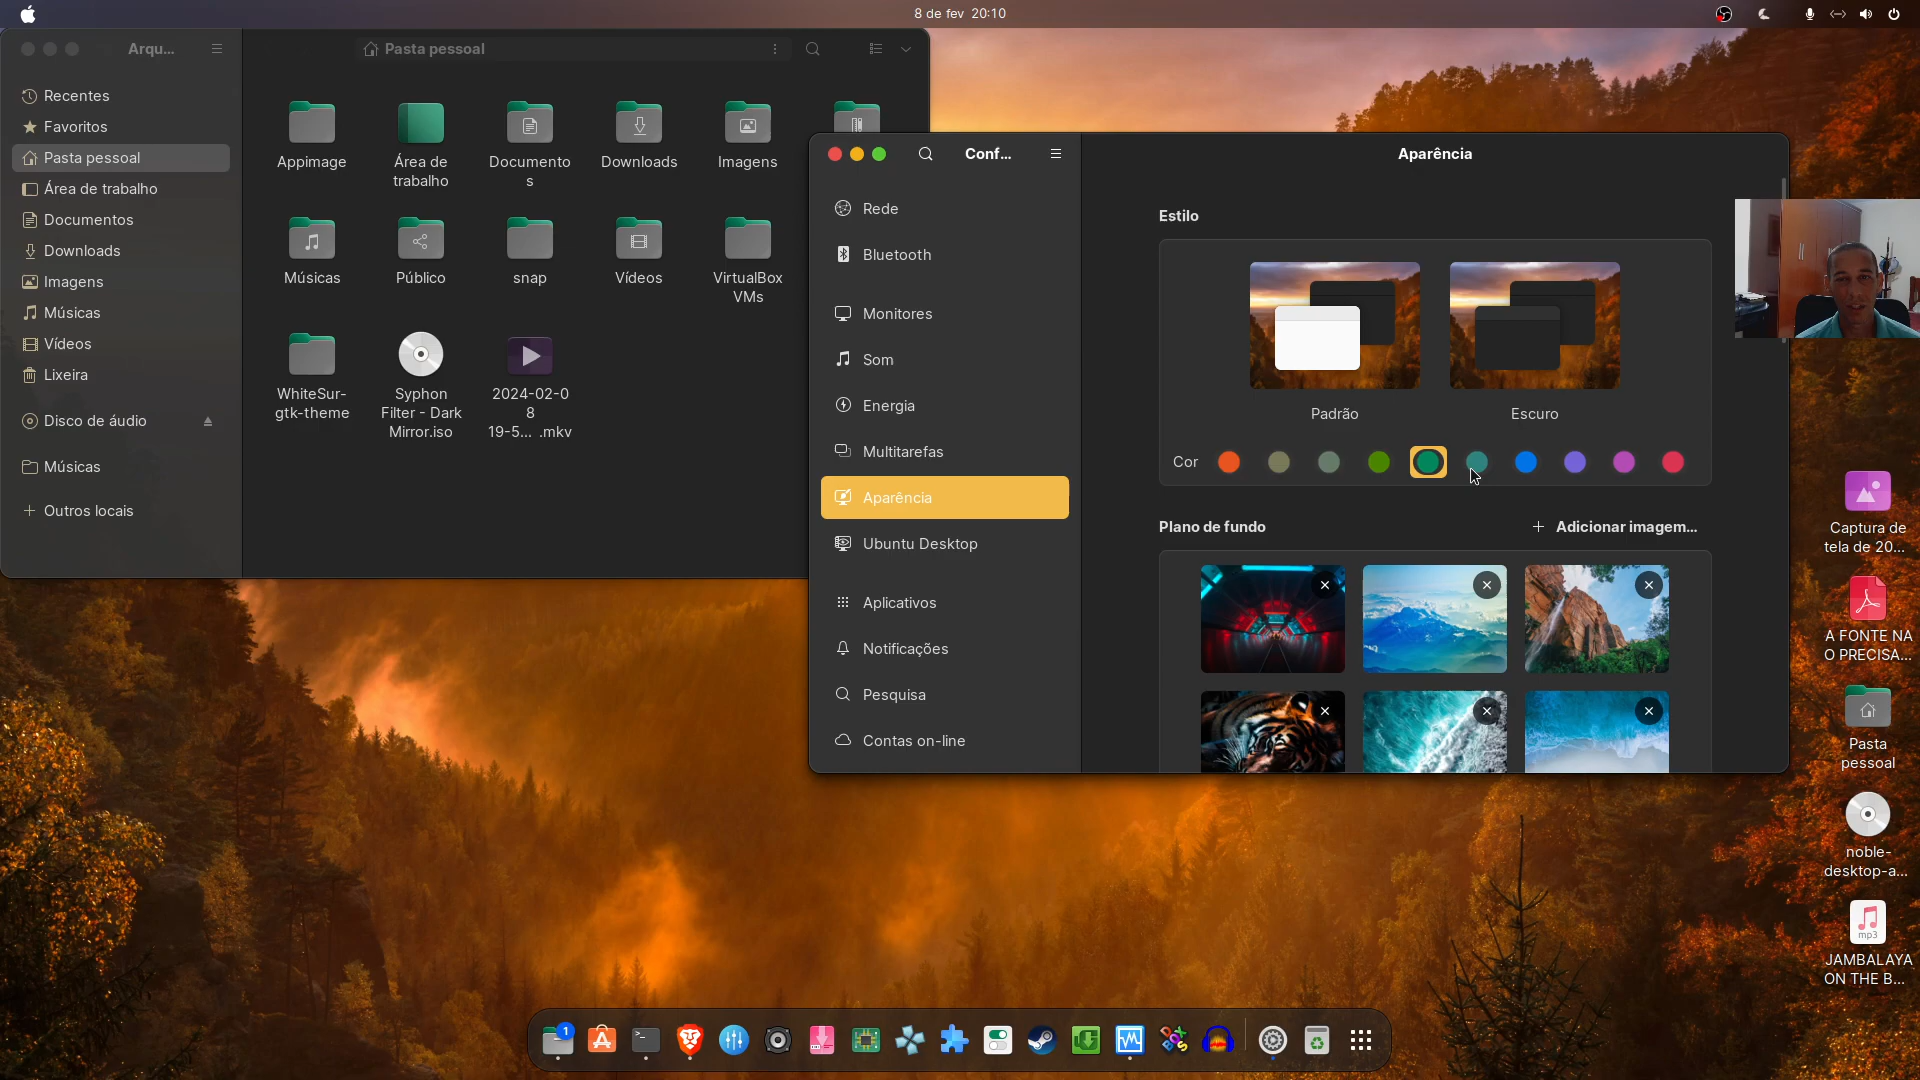 8 de fev 20:10
Arqu...
Pasta pessoal
Recentes
Favoritos
Pasta pessoal
Área de trabalho
Documentos
Downloads
Imagens
Músicas
Vídeos
Lixeira
Disco de áudio
Músicas
Outros locais
Appimage
Área de
trabalho
Documento
s
Downloads
Imagens
Músicas
Público
snap
Vídeos
VirtualBox
VMs
WhiteSur-
gtk-theme
Syphon
Filter - Dark
Mirror.iso
2024-02-0
8
19-5... .mkv
Conf...
Rede
Bluetooth
Monitores
Som
Energia
Multitarefas
Aparência
Ubuntu Desktop
Aplicativos
Notificações
Pesquisa
Contas on-line
Aparência
Estilo
Padrão
Escuro
Cor
Plano de fundo
Adicionar imagem...
Captura de
tela de 20...
A FONTE NA
O PRECISA...
Pasta
pessoal
noble-
desktop-a...
mp3
JAMBALAYA
ON THE B...
1
DOX
BOS